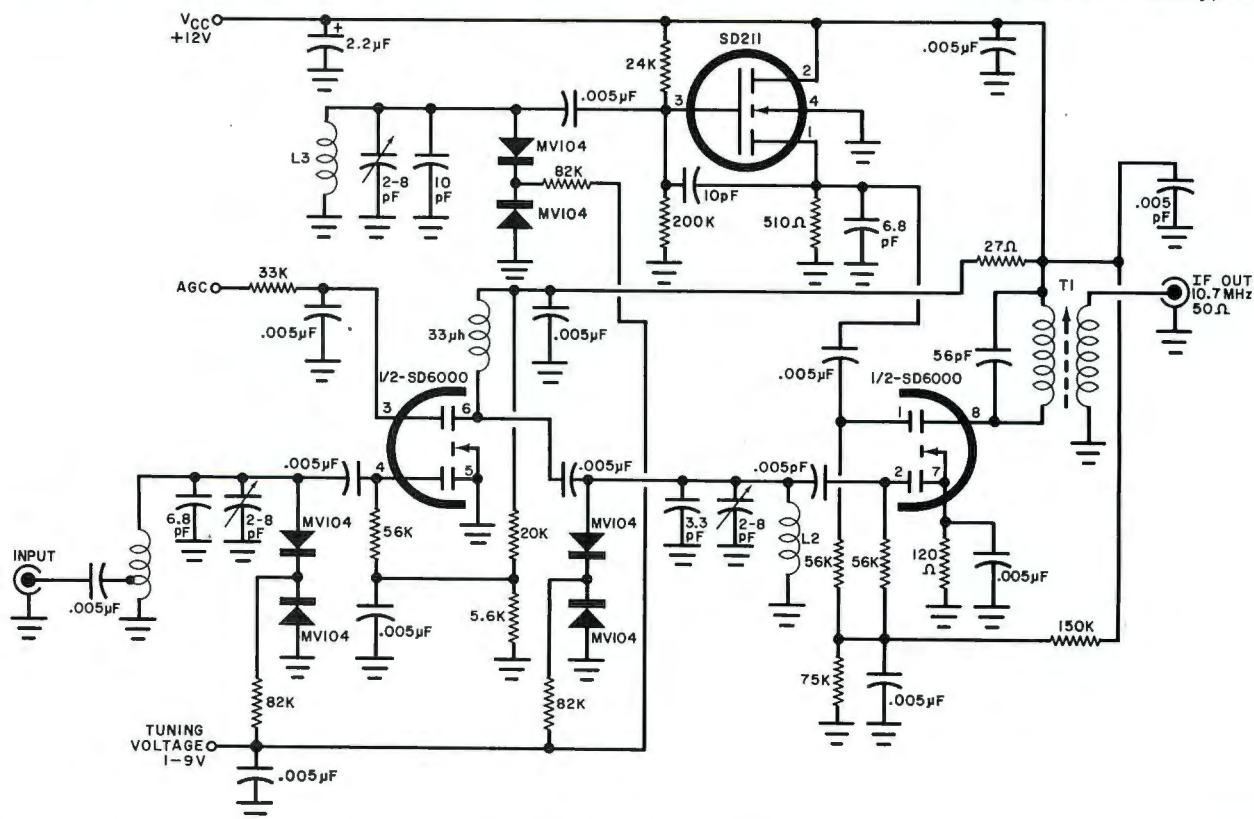 VCC
+12V
2.2µF
24K
SD211
2
3
4
1
.005µF
.005µF
L3
2-8
pF
10
pF
MV104
82K
MV104
10pF
200K
510Ω
6.8
pF
.005
pF
27Ω
AGC
33K
.005µF
33µh
.005µF
T1
IF OUT
10.7 MHz
50Ω
56pF
.005µF
1/2-SD6000
3
6
4
5
1/2-SD6000
1
8
2
7
.005µF
.005µF
.005pF
6.8
pF
2-8
pF
MV104
56K
20K
MV104
3.3
pF
2-8
pF
L2
56K
56K
120
Ω
.005µF
INPUT
.005µF
MV104
.005µF
5.6K
MV104
150K
82K
82K
75K
.005µF
TUNING
VOLTAGE
1-9V
.005µF